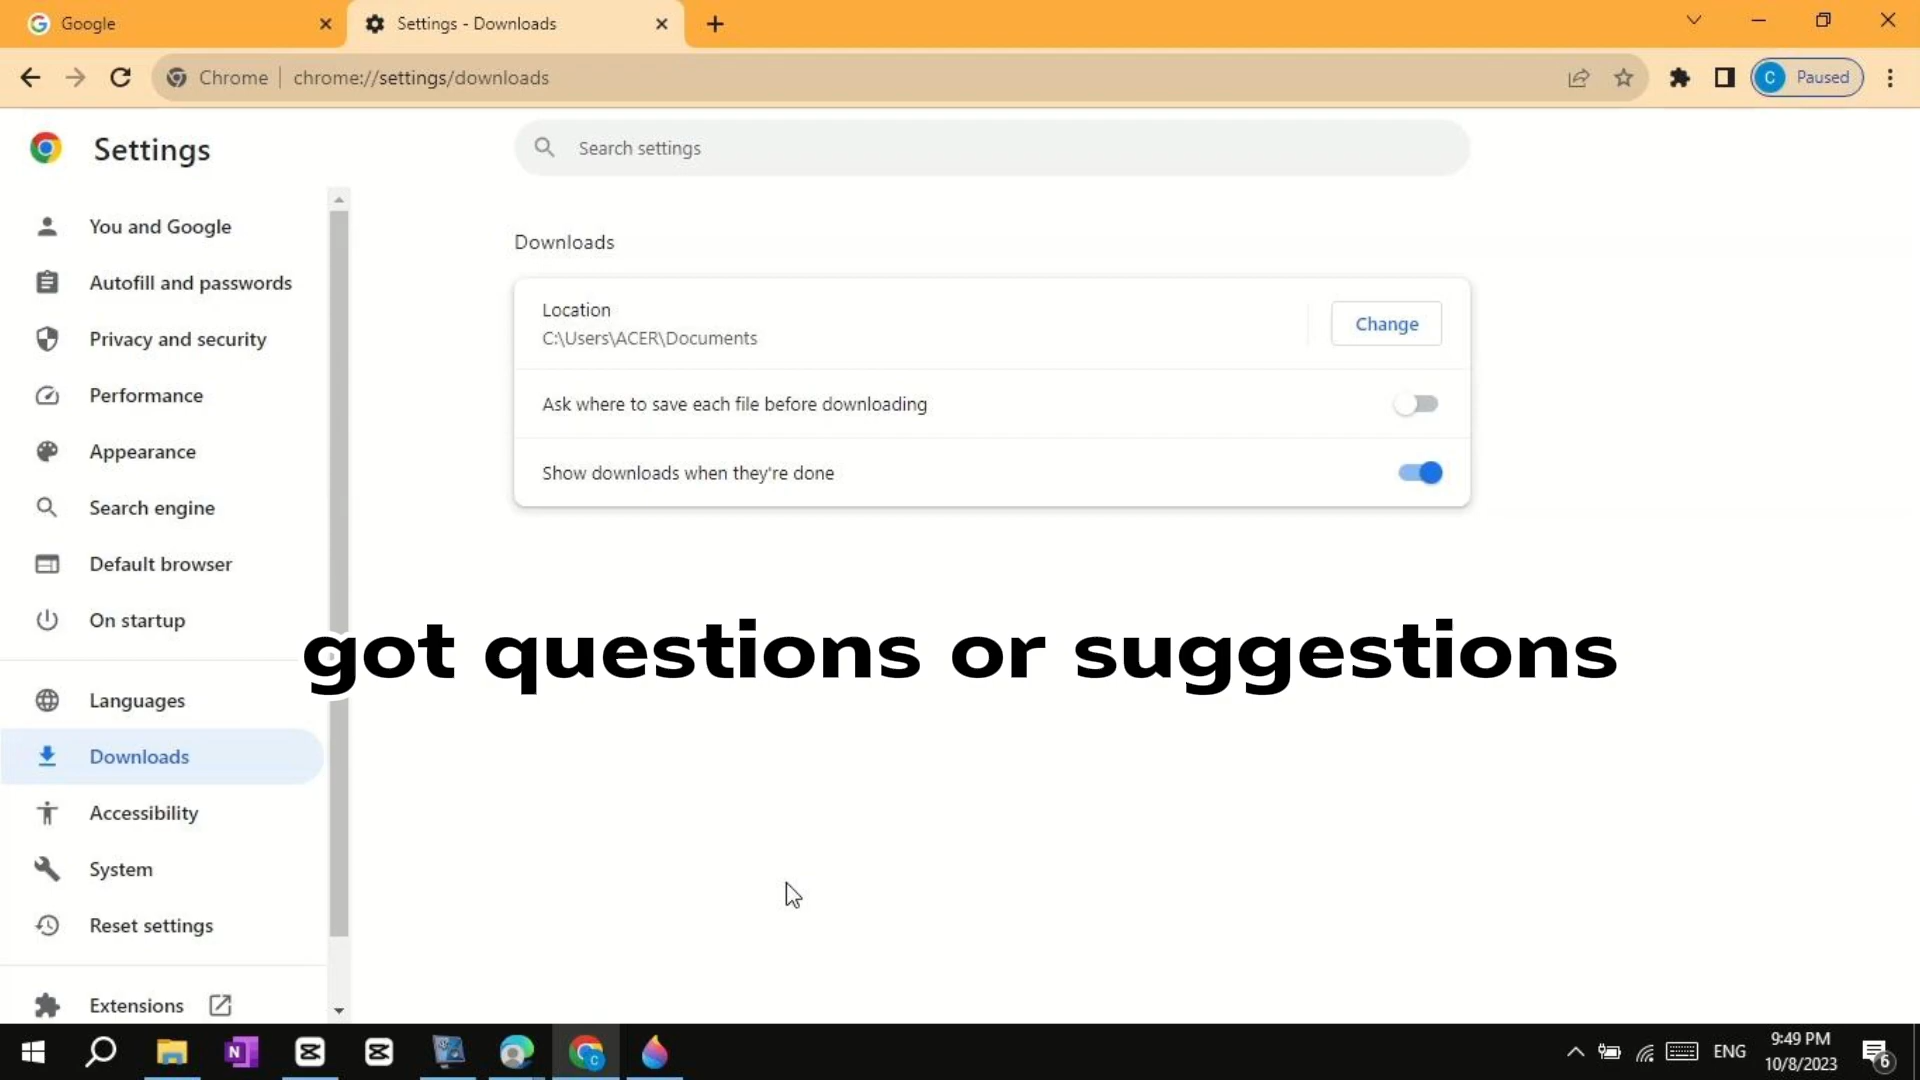 Google
Settings - Downloads
Chrome
chrome://settings/downloads
C
Paused
Settings
Search settings
You and Google
Autofill and passwords
Privacy and security
Performance
Appearance
Search engine
Default browser
On startup
Languages
Downloads
Accessibility
System
Reset settings
Extensions
Downloads
Location
C:\Users\ACER\Documents
Change
Ask where to save each file before downloading
Show downloads when they're done
got questions or suggestions
N
C
ENG
9:49 PM
10/8/2023
6